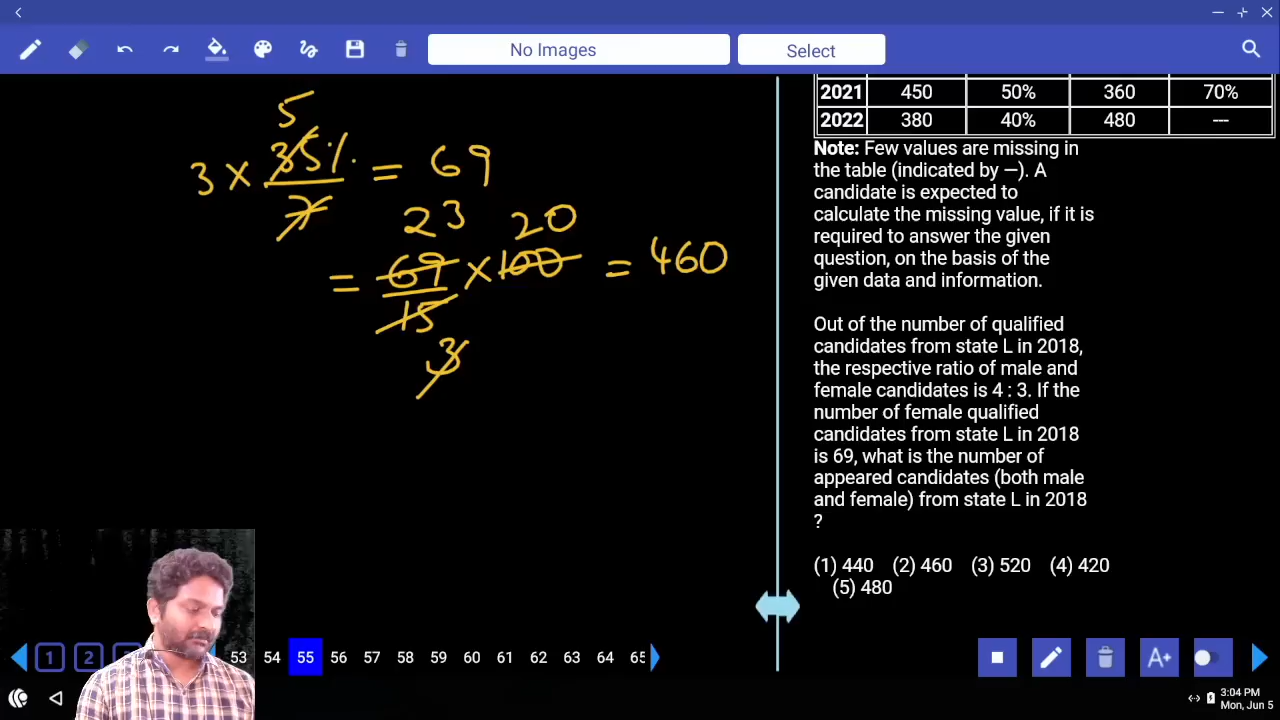 No Images
Select
2021 450 50% 360 70%
2022 380 40% 480 ---
Note: Few values are missing in
the table (indicated by —). A
candidate is expected to
calculate the missing value, if it is
required to answer the given
question, on the basis of the
given data and information.
Out of the number of qualified
candidates from state L in 2018,
the respective ratio of male and
female candidates is 4 : 3. If the
number of female qualified
candidates from state L in 2018
is 69, what is the number of
appeared candidates (both male
and female) from state L in 2018
?
(1) 440 (2) 460 (3) 520 (4) 420
(5) 480
5
3 × 35% = 69
7
23 20
= 69 × 100 = 460
15
3
1 2 53 54 55 56 57 58 59 60 61 62 63 64 65
A+
3:04 PM
Mon, Jun 5